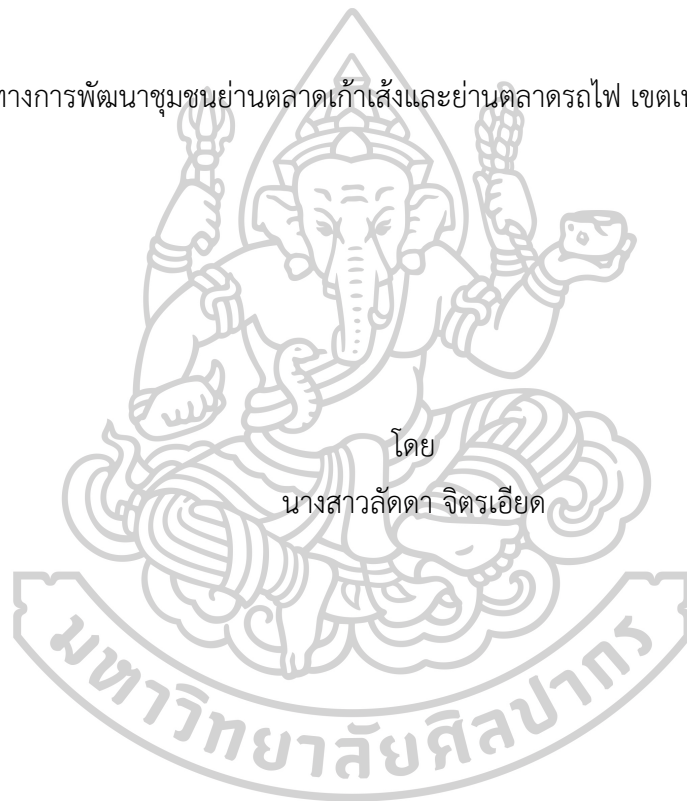 ทางการพัฒนาชุมชนย่านตลาดเก้าเส้งและย่านตลาดรถไฟ
โดย
นางสาวลัดดา จิตรเอียด
มหาวิทยาลัยศิลปากร